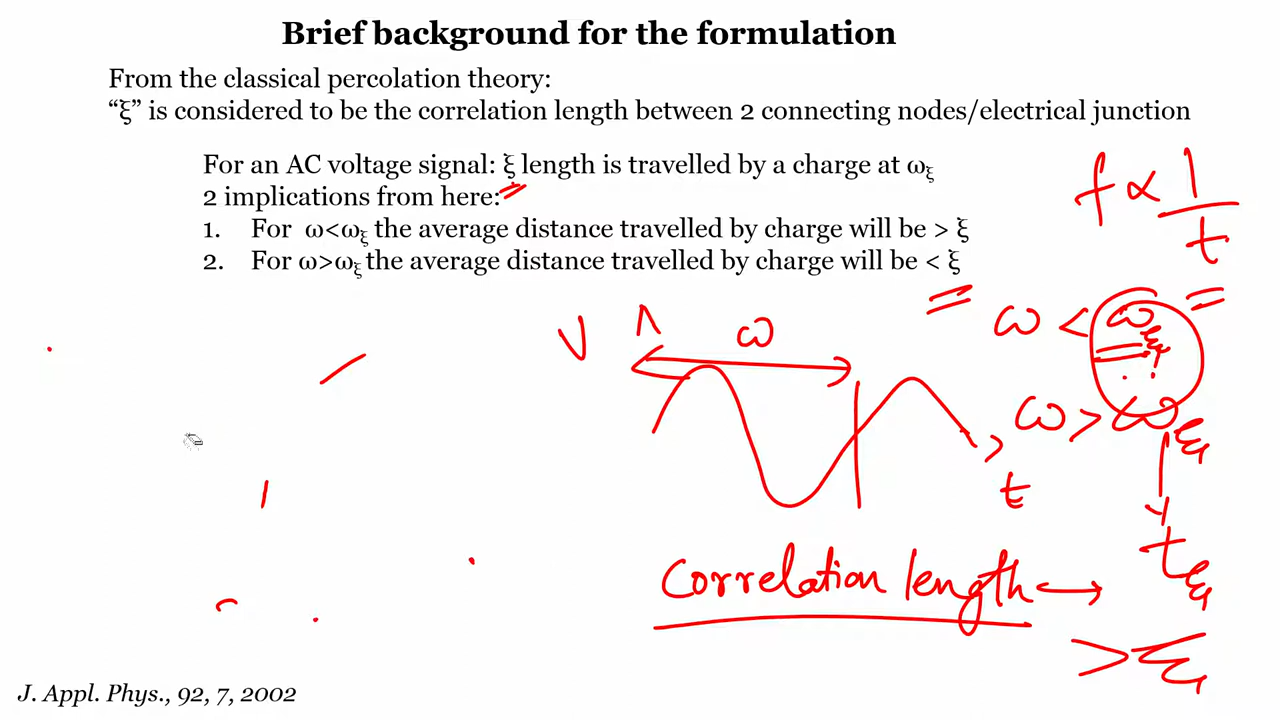 Brief background for the formulation
From the classical percolation theory:
“ξ” is considered to be the correlation length between 2 connecting nodes/electrical junction
For an AC voltage signal: ξ length is travelled by a charge at ωξ
2 implications from here:
1. For ω<ωξ the average distance travelled by charge will be > ξ
2. For ω>ωξ the average distance travelled by charge will be < ξ
f ∝ 1/t
V
ω
ω < ωξ
ω > ωξ
t
tξ
Correlation length
> ξ
J. Appl. Phys., 92, 7, 2002